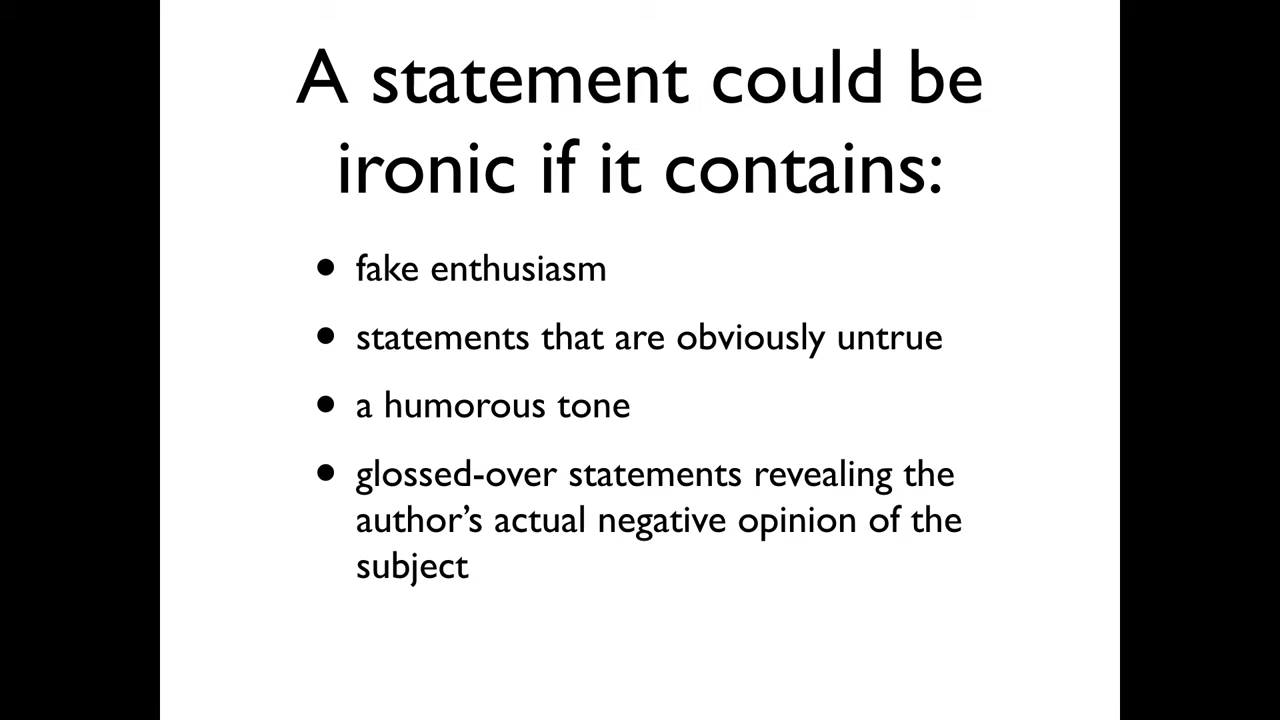 A statement could be
ironic if it contains:
• fake enthusiasm
• statements that are obviously untrue
• a humorous tone
• glossed-over statements revealing the
author’s actual negative opinion of the
subject